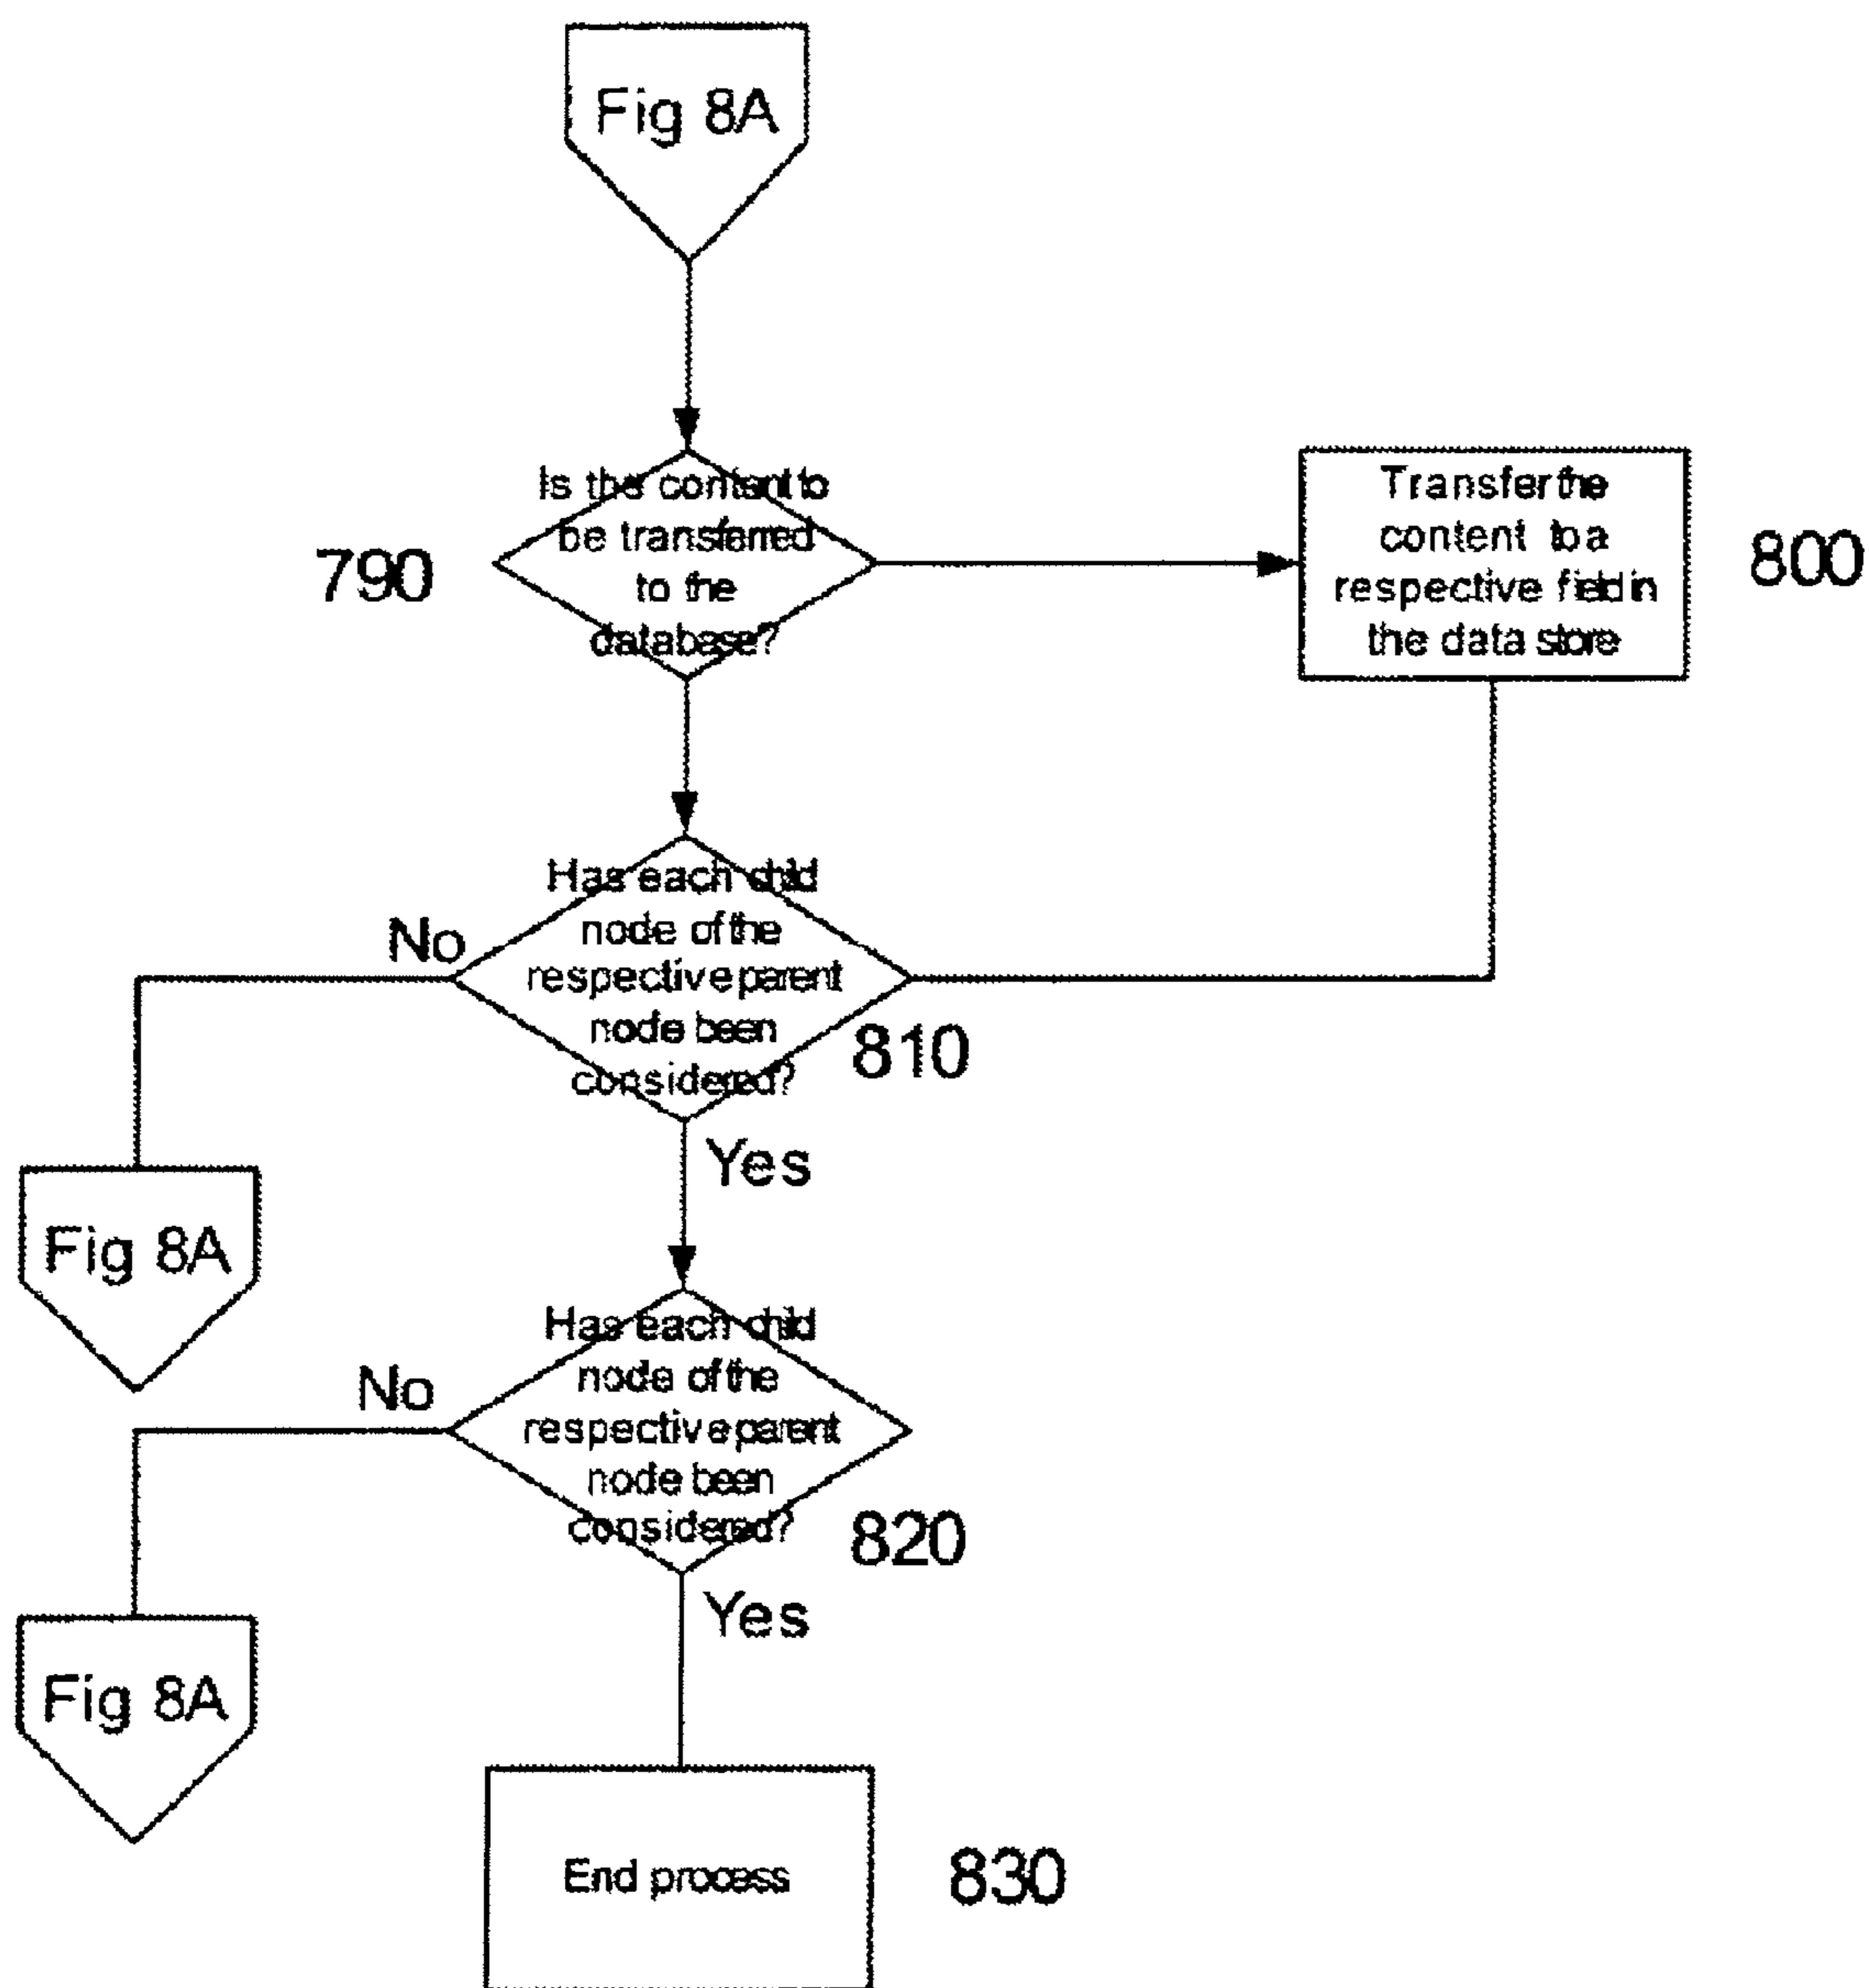 Fig 8A
Is the content to
be transferred
to the
database?
790
Transfer the
content to a
respective field in
the data store
800
Has each child
node of the
respective parent
node been
considered?
No
810
Yes
Fig 8A
Has each child
node of the
respective parent
node been
considered?
No
820
Yes
Fig 8A
End process
830